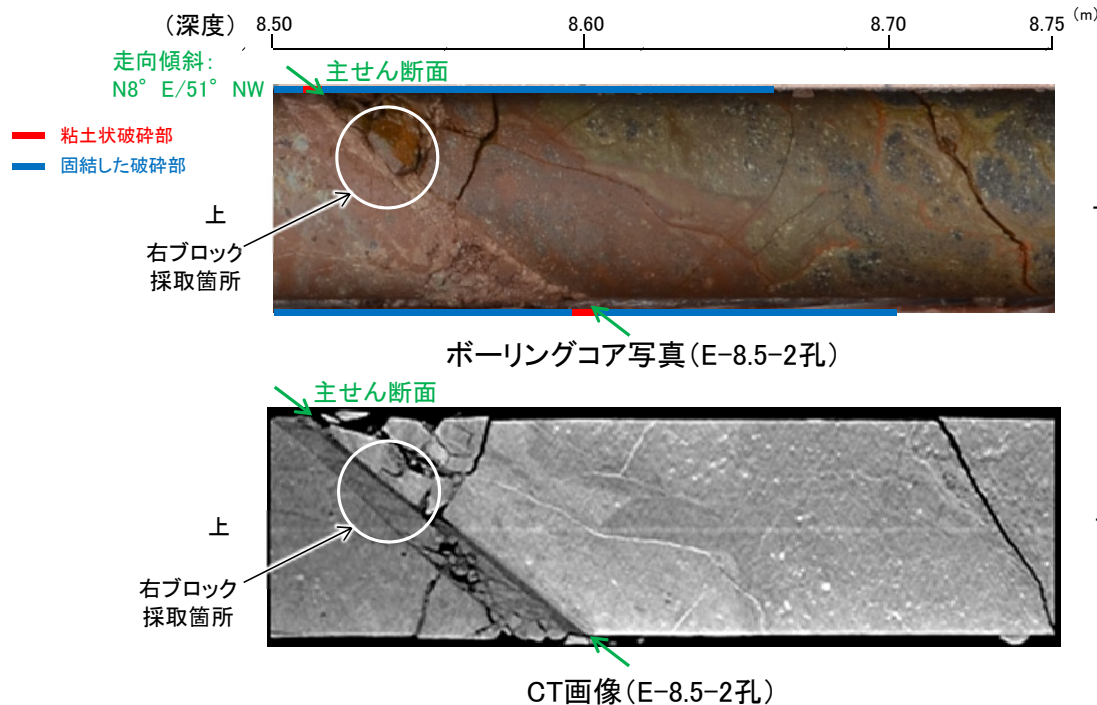 (深度) 8.50 8.60 8.70 8.75 (m)
走向傾斜:
N8°E/51°NW
主せん断面
粘土状破砕部
固結した破砕部
上
右ブロック
採取箇所
ボーリングコア写真(E-8.5-2孔)
主せん断面
上
右ブロック
採取箇所
CT画像(E-8.5-2孔)